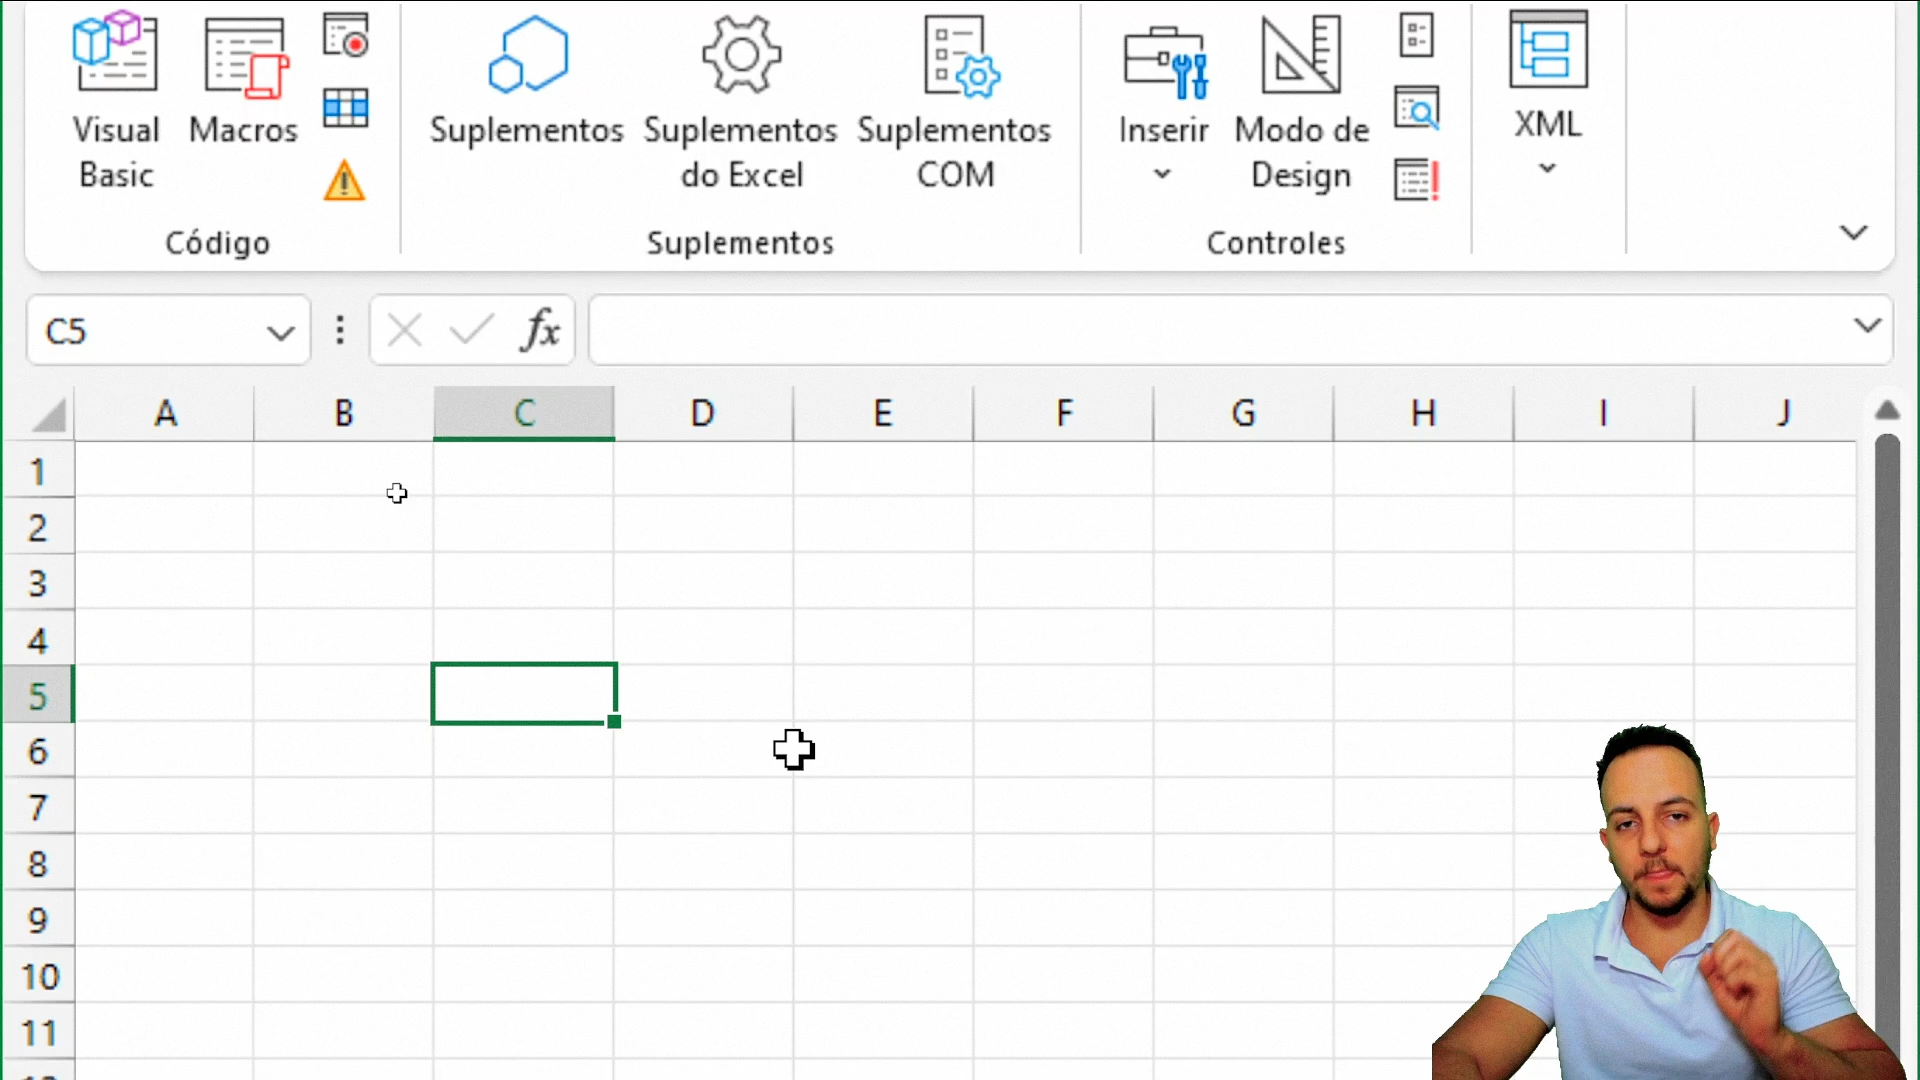 Visual
Basic
Macros
Suplementos
Suplementos
do Excel
Suplementos
COM
Inserir
Modo de
Design
XML
Código
Suplementos
Controles
C5
fx
A B C D E F G H I J
1
2
3
4
5
6
7
8
9
10
11